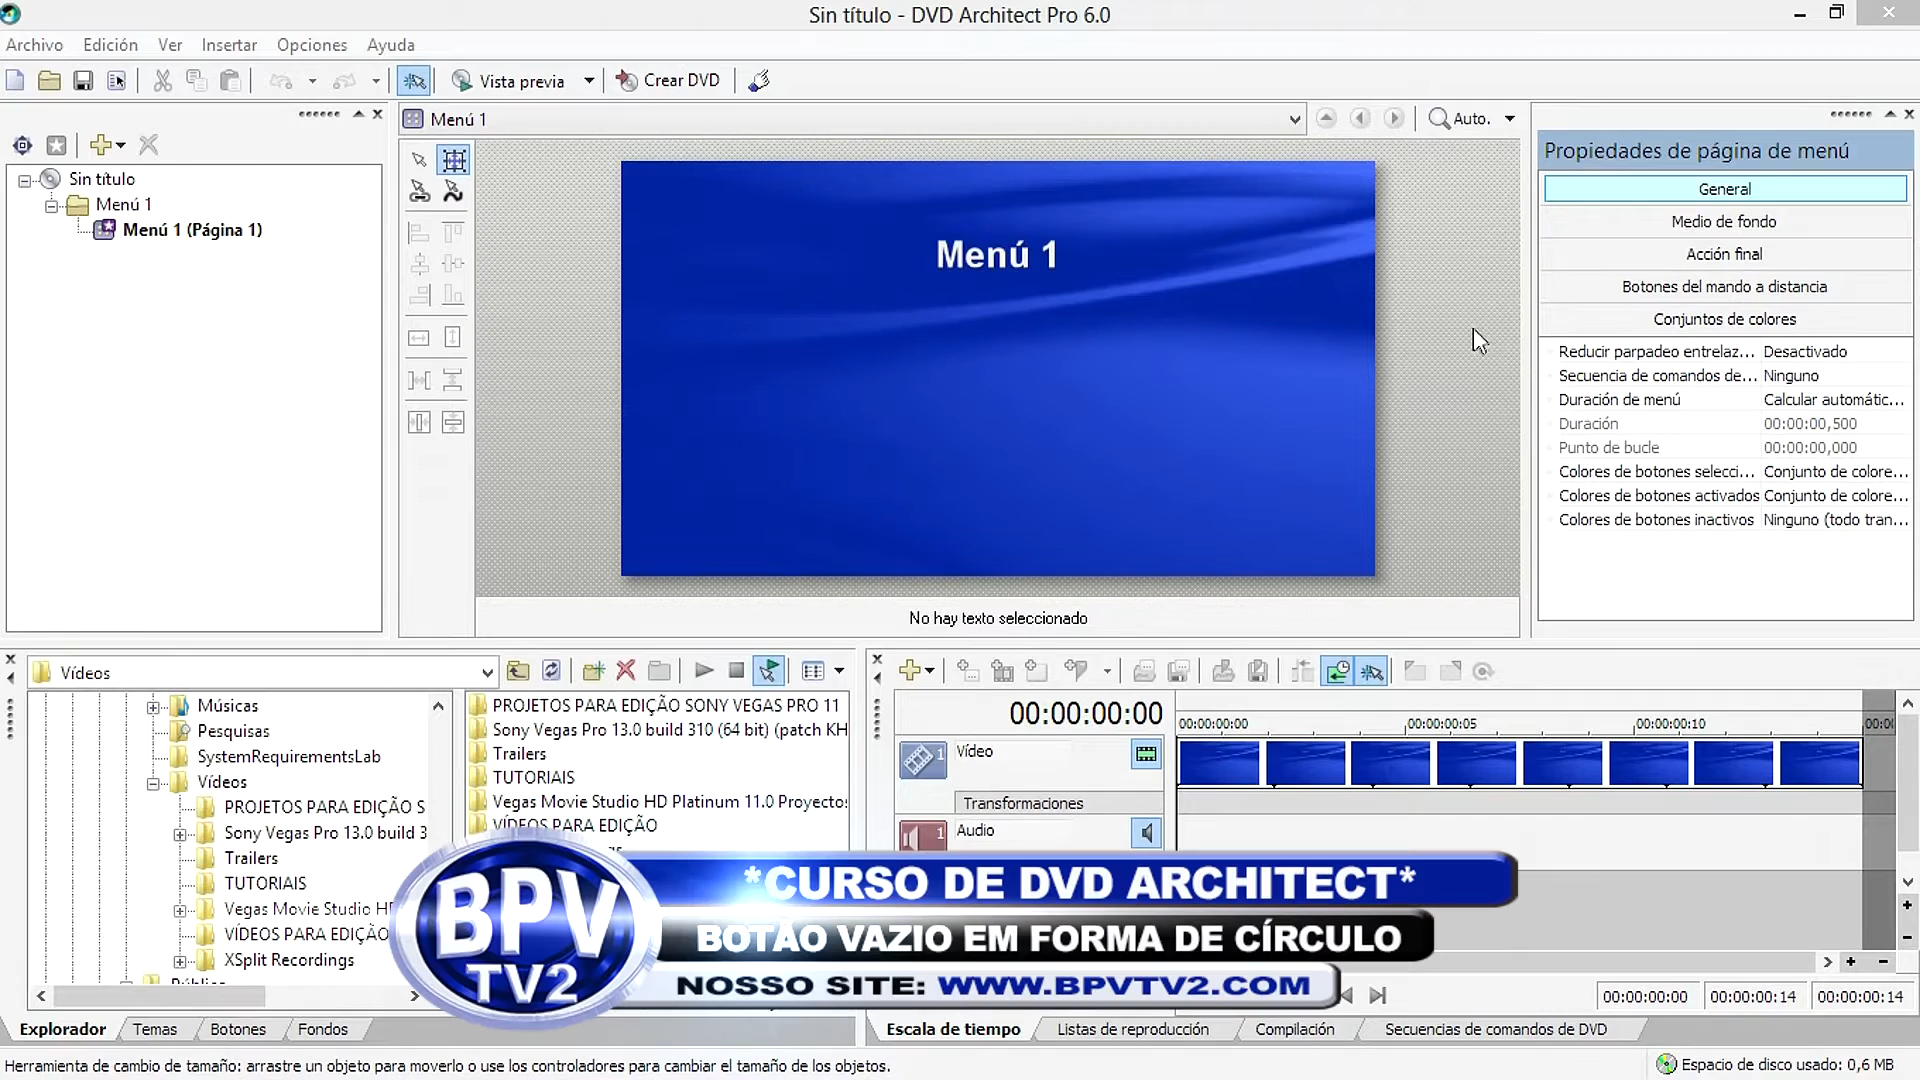 Sin título - DVD Architect Pro 6.0
Archivo Edición Ver Insertar Opciones Ayuda
Vista previa Crear DVD
Menú 1
Auto.
Sin título
Menú 1
Menú 1 (Página 1)
Menú 1
No hay texto seleccionado
Propiedades de página de menú
General
Medio de fondo
Acción final
Botones del mando a distancia
Conjuntos de colores
Reducir parpadeo entrelaz... Desactivado
Secuencia de comandos de... Ninguno
Duración de menú Calcular automátic...
Duración 00:00:00,500
Punto de bucle 00:00:00,000
Colores de botones selecci... Conjunto de colore...
Colores de botones activados Conjunto de colore...
Colores de botones inactivos Ninguno (todo tran...
Vídeos
Músicas
Pesquisas
SystemRequirementsLab
Vídeos
PROJETOS PARA EDIÇÃO S
Sony Vegas Pro 13.0 build 3
Trailers
TUTORIAIS
Vegas Movie Studio HD
VÍDEOS PARA EDIÇÃO
XSplit Recordings
PROJETOS PARA EDIÇÃO SONY VEGAS PRO 11
Sony Vegas Pro 13.0 build 310 (64 bit) (patch KH
Trailers
TUTORIAIS
Vegas Movie Studio HD Platinum 11.0 Proyectos
VÍDEOS PARA EDIÇÃO
00:00:00:00
00:00:00:00 00:00:00:05 00:00:00:10 00:00
1 Vídeo
Transformaciones
1 Audio
BPV
TV2
*CURSO DE DVD ARCHITECT*
BOTÃO VAZIO EM FORMA DE CÍRCULO
NOSSO SITE: WWW.BPVTV2.COM
00:00:00:00 00:00:00:14 00:00:00:14
Explorador Temas Botones Fondos
Escala de tiempo Listas de reproducción Compilación Secuencias de comandos de DVD
Herramienta de cambio de tamaño: arrastre un objeto para moverlo o use los controladores para cambiar el tamaño de los objetos.
Espacio de disco usado: 0,6 MB